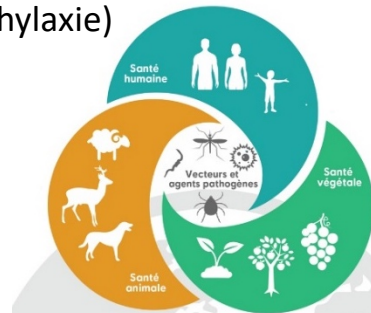 hylaxie)
Santé
humaine
Vecteurs et
agents pathogènes
Santé
végétale
Santé
animale